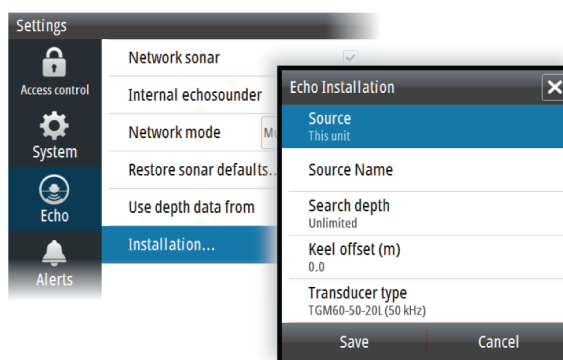 Settings
Access control
System
Echo
Alerts
Network sonar
Internal echosounder
Network mode
Restore sonar defaults...
Use depth data from
Installation...
Echo Installation
Source
This unit
Source Name
Search depth
Unlimited
Keel offset (m)
0.0
Transducer type
TGM60-50-20L (50 kHz)
Save
Cancel